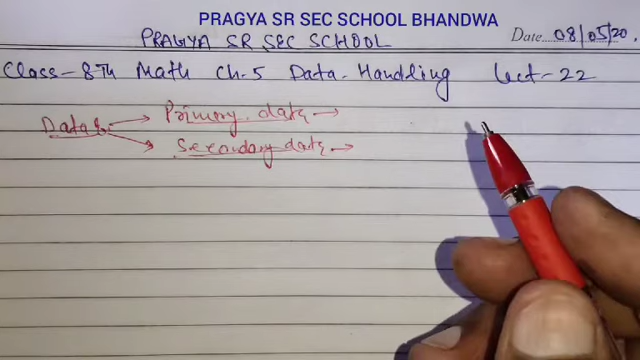 PRAGYA SR SEC SCHOOL BHANDWA
PRAGYA SR SEC SCHOOL
Date 08/05/20.
Class-8Th Math Ch-5 Data-Handling Lect-22
Data:
Primary data →
Secondary data →